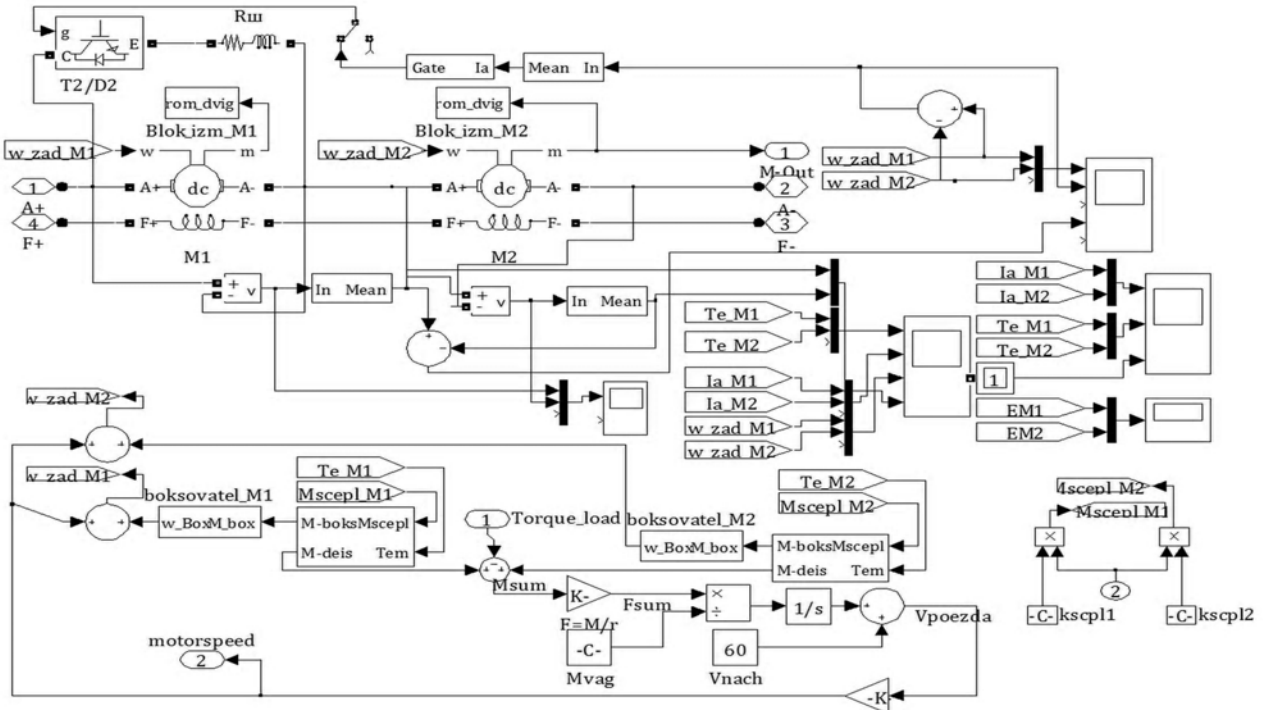 Rш
g
C
E
T2/D2
Gate Ia
Mean In
rom_dvig
rom_dvig
Blok_izm_M1
Blok_izm_M2
w_zad_M1
w
m
w_zad_M2
w
m
1
M-Out
w_zad_M1
w_zad_M2
1
A+
A+
dc
A-
A+
dc
A-
2
A-
4
F+
F+
F-
F+
F-
3
F-
M1
M2
+
-
v
In Mean
+
-
v
In Mean
Ia_M1
Ia_M2
Te_M1
Te_M2
Te_M1
Te_M2
Ia_M1
Ia_M2
w_zad_M1
w_zad_M2
1
EM1
EM2
w_zad_M2
w_zad_M1
Te_M1
Mscepl_M1
boksovatel_M1
w_BoxM_box
M-boksMscepl
M-deis Tem
1
Torque_load
Te_M2
Mscepl_M2
boksovatel_M2
w_BoxM_box
M-boksMscepl
M-deis Tem
Mscepl_M2
Mscepl_M1
×
×
2
-C-
kscpl1
-C-
kscpl2
Msum
K-
F=M/r
Fsum
×
÷
1/s
Vpoezda
-C-
Mvag
60
Vnach
motorspeed
2
-K-